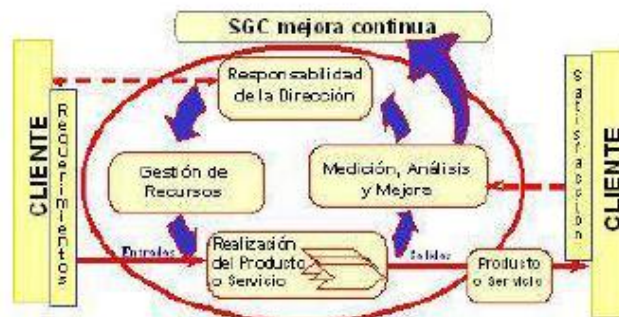 SGC mejora continua
CLIENTE
Requerimientos
Responsabilidad
de la Dirección
Gestión de
Recursos
Medición, Análisis
y Mejora
Entradas
Realización
del Producto
o Servicio
Salidas
Producto
o Servicio
Satisfaccion
CLIENTE